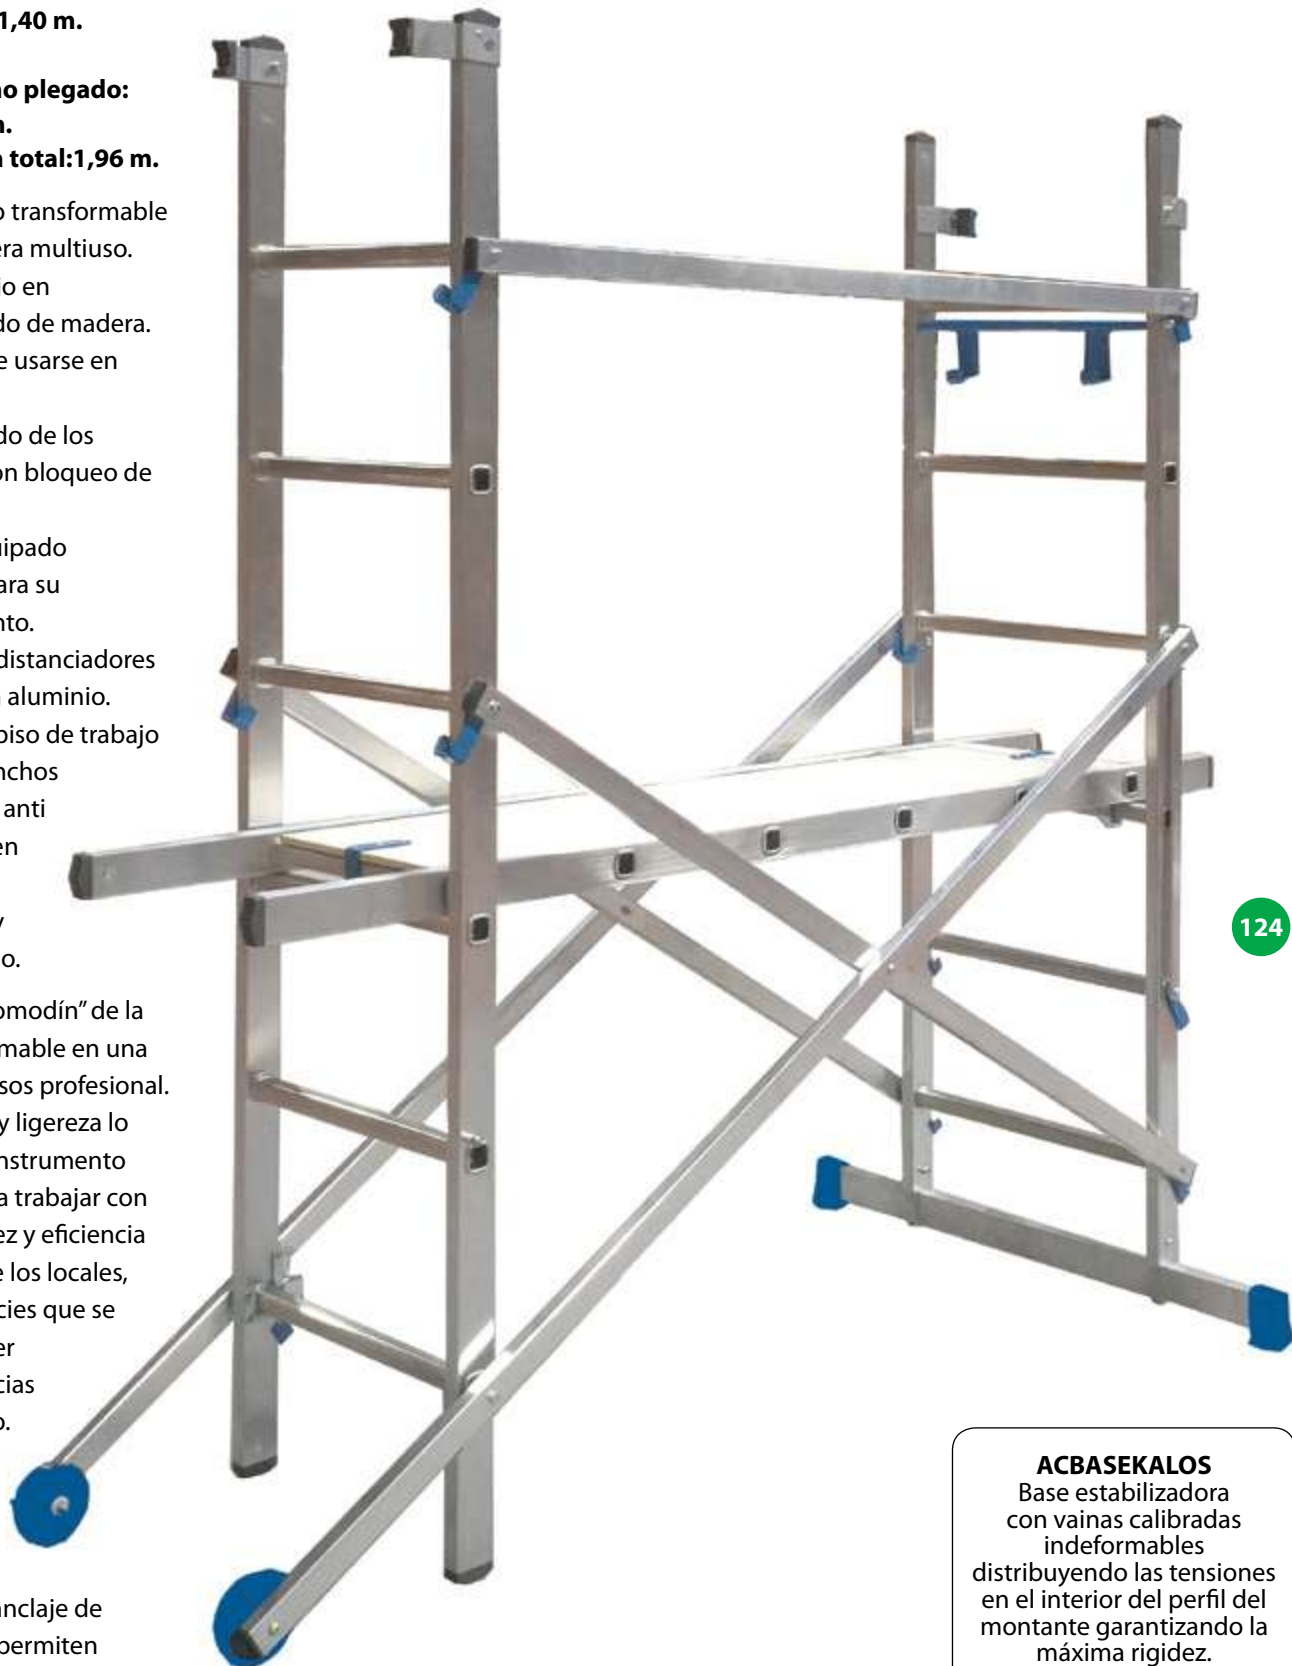 1,40 m.
no plegado:
n.
n total:1,96 m.
o transformable
era multiuso.
io en
do de madera.
e usarse en
do de los
on bloqueo de
uipado
ara su
nto.
distanciadores
n aluminio.
piso de trabajo
nchos
anti
en
y
so.
omodín” de la
mable en una
sos profesional.
y ligereza lo
nstrumento
a trabajar con
ez y eficiencia
e los locales,
cies que se
er
cias
o.
anclaje de
permiten
124
ACBASEKALOS
Base estabilizadora
con vainas calibradas
indeformables
distribuyendo las tensiones
en el interior del perfil del
montante garantizando la
máxima rigidez.